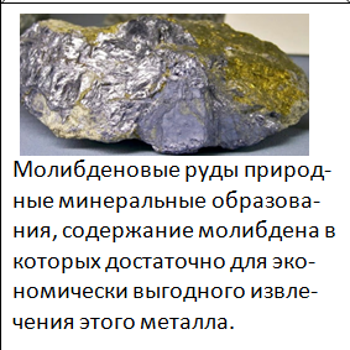 Молибденовые руды природ-
ные минеральные образова-
ния, содержание молибдена в
которых достаточно для эко-
номически выгодного извле-
чения этого металла.